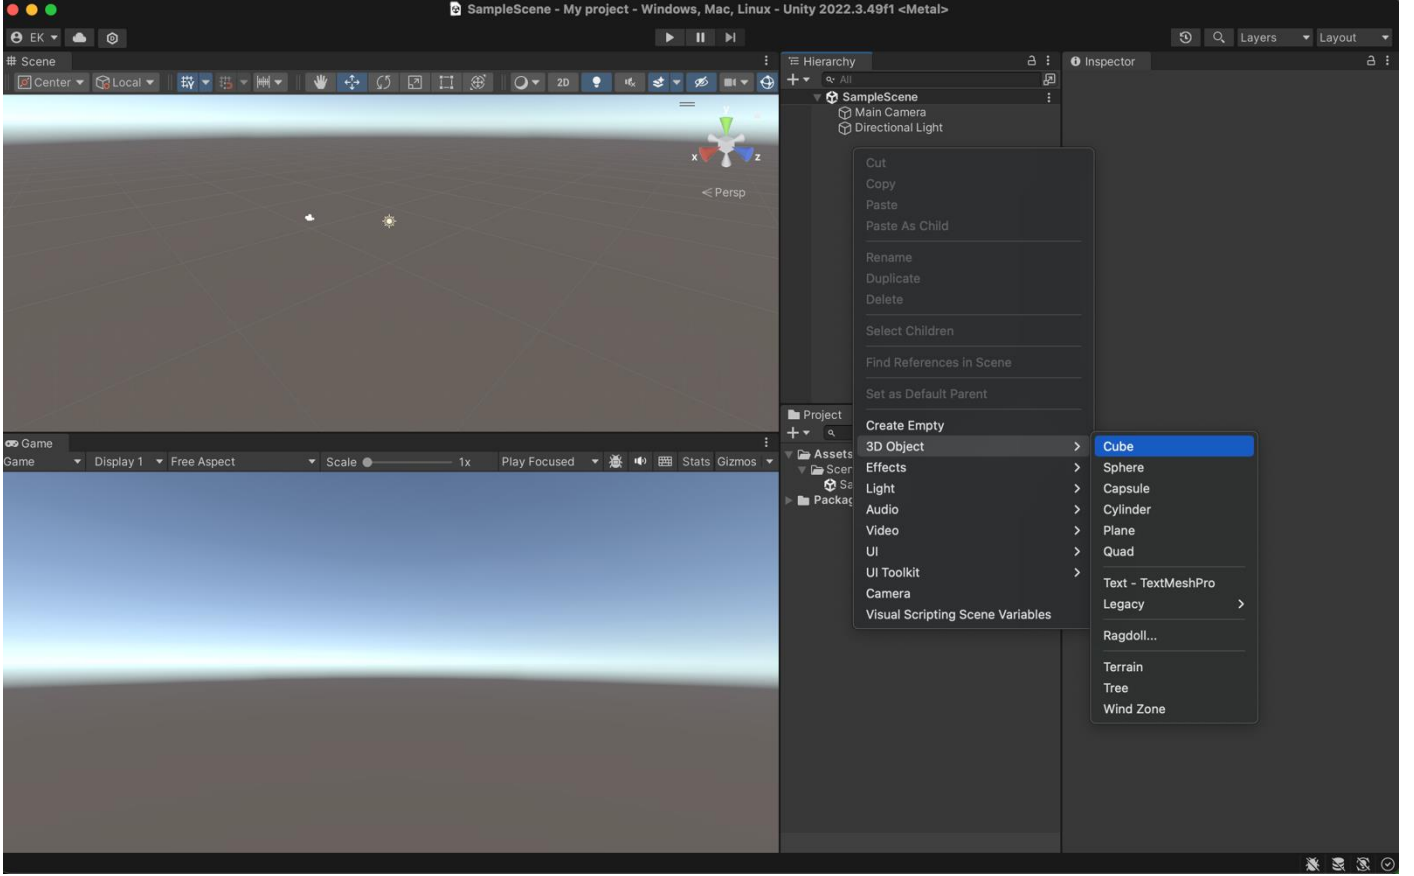 SampleScene - My project - Windows, Mac, Linux - Unity 2022.3.49f1 <Metal>
EK
Layers
Layout
Scene
Center
Local
2D
Y
x
z
Persp
Hierarchy
All
SampleScene
Main Camera
Directional Light
Inspector
Cut
Copy
Paste
Paste As Child
Rename
Duplicate
Delete
Select Children
Find References in Scene
Set as Default Parent
Create Empty
3D Object
Effects
Light
Audio
Video
UI
UI Toolkit
Camera
Visual Scripting Scene Variables
Cube
Sphere
Capsule
Cylinder
Plane
Quad
Text - TextMeshPro
Legacy
Ragdoll...
Terrain
Tree
Wind Zone
Project
Assets
Scen
Sa
Packag
Game
Game
Display 1
Free Aspect
Scale
1x
Play Focused
Stats
Gizmos